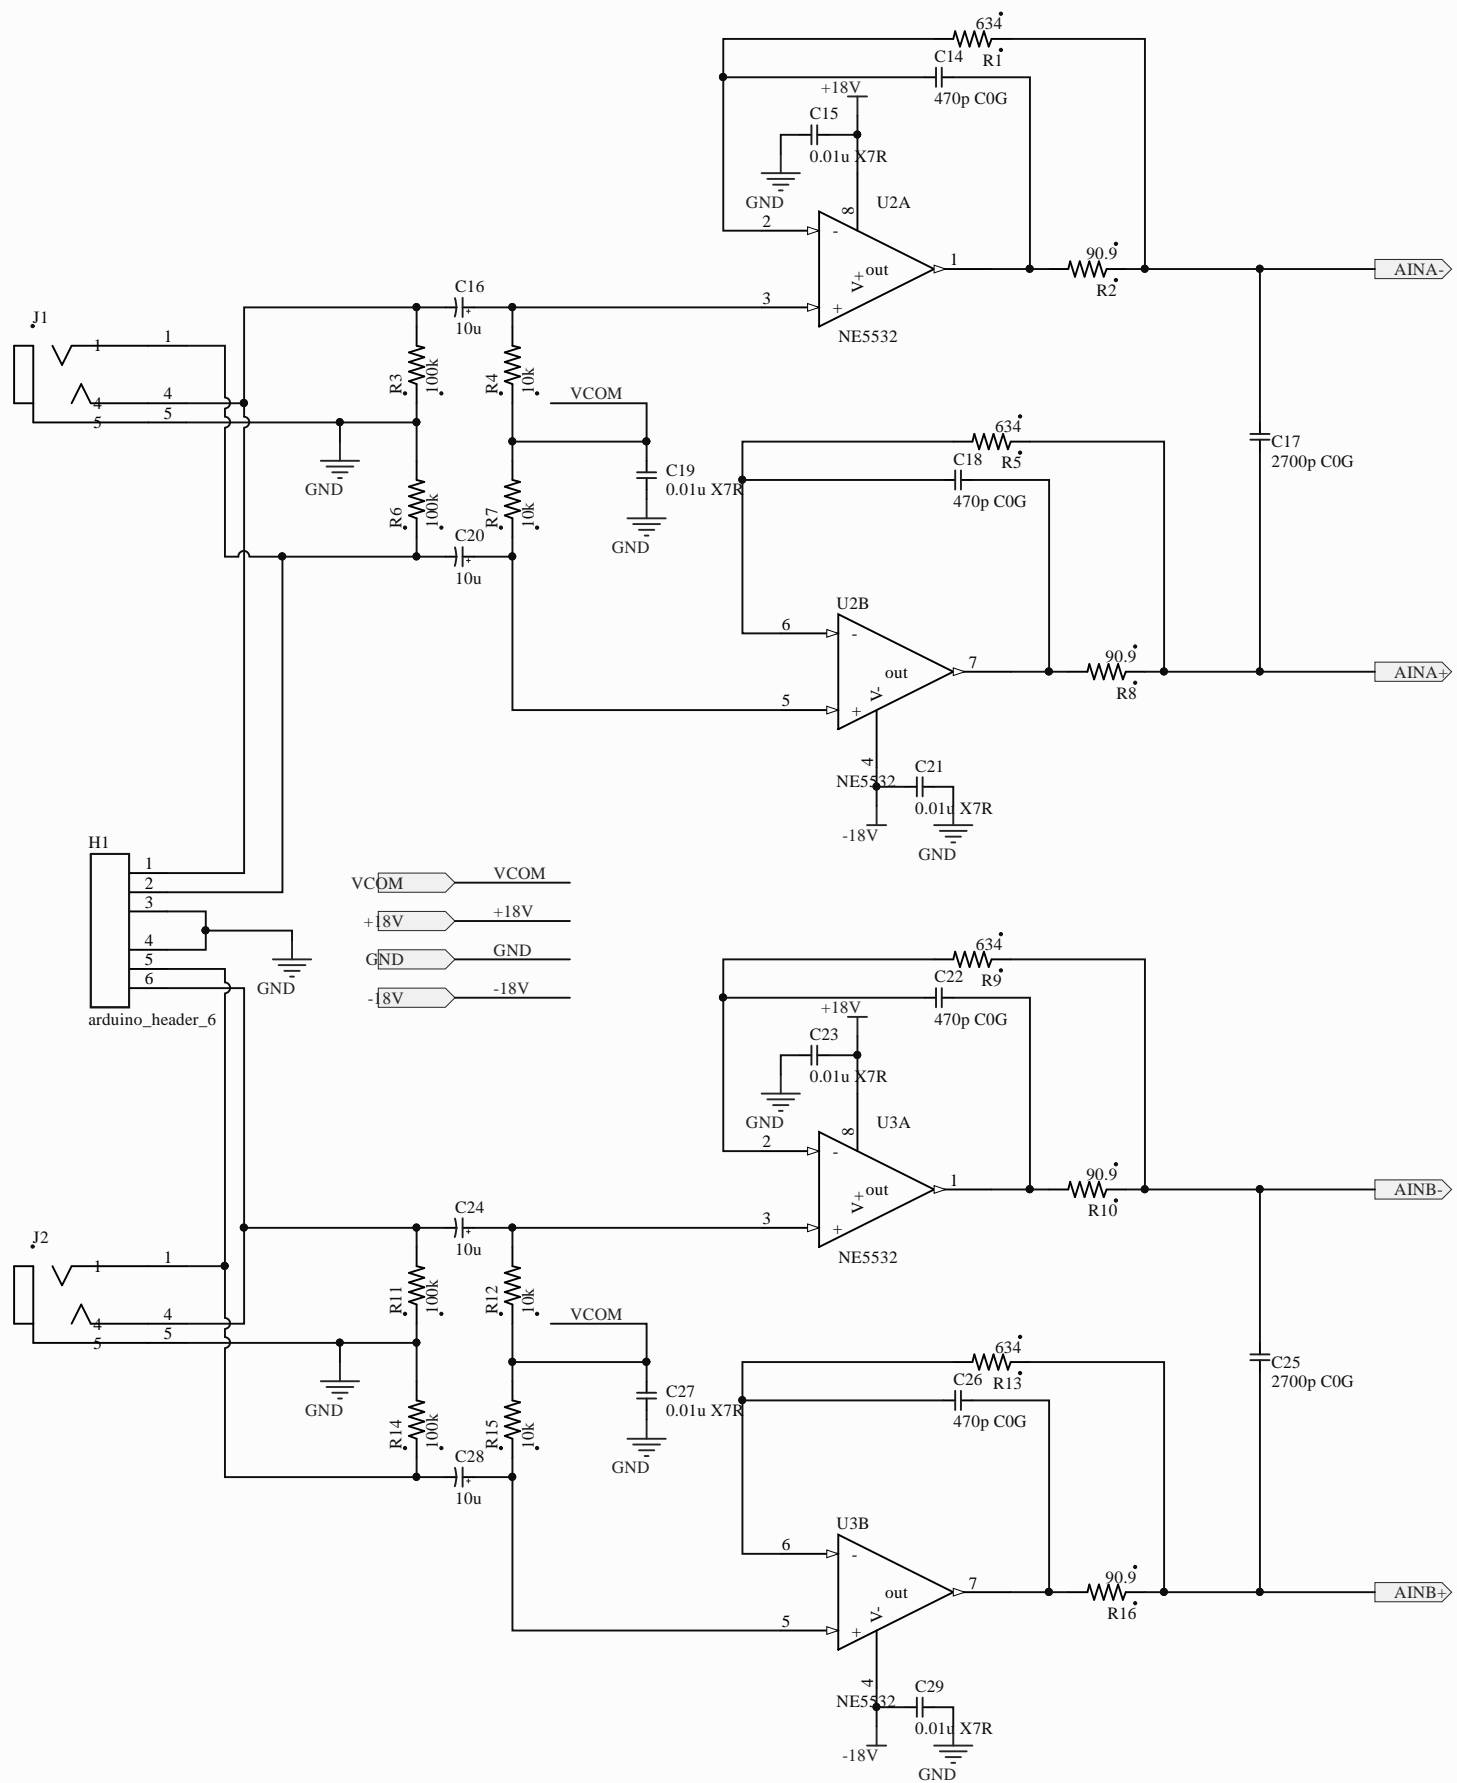 634
R1
C14
470p C0G
+18V
C15
0.01u X7R
GND
U2A
8
2
-
V+
out
1
90.9
R2
AINA-
3
+
NE5532
C16
10u
J1
1
1
4
4
5
5
R3
100k
R4
10k
VCOM
GND
C19
0.01u X7R
GND
R6
100k
R7
10k
C20
10u
634
R5
C18
470p C0G
C17
2700p C0G
U2B
6
-
out
V-
7
90.9
R8
AINA+
5
+
4
NE5532
C21
0.01u X7R
-18V
GND
H1
1
2
3
4
5
6
GND
arduino_header_6
VCOM
VCOM
+18V
+18V
GND
GND
-18V
-18V
634
R9
C22
470p C0G
+18V
C23
0.01u X7R
GND
U3A
8
2
-
V+
out
1
90.9
R10
AINB-
3
+
NE5532
C24
10u
J2
1
1
4
4
5
5
R11
100k
R12
10k
VCOM
GND
C27
0.01u X7R
GND
R14
100k
R15
10k
C28
10u
634
R13
C26
470p C0G
C25
2700p C0G
U3B
6
-
out
V-
7
90.9
R16
AINB+
5
+
4
NE5532
C29
0.01u X7R
-18V
GND